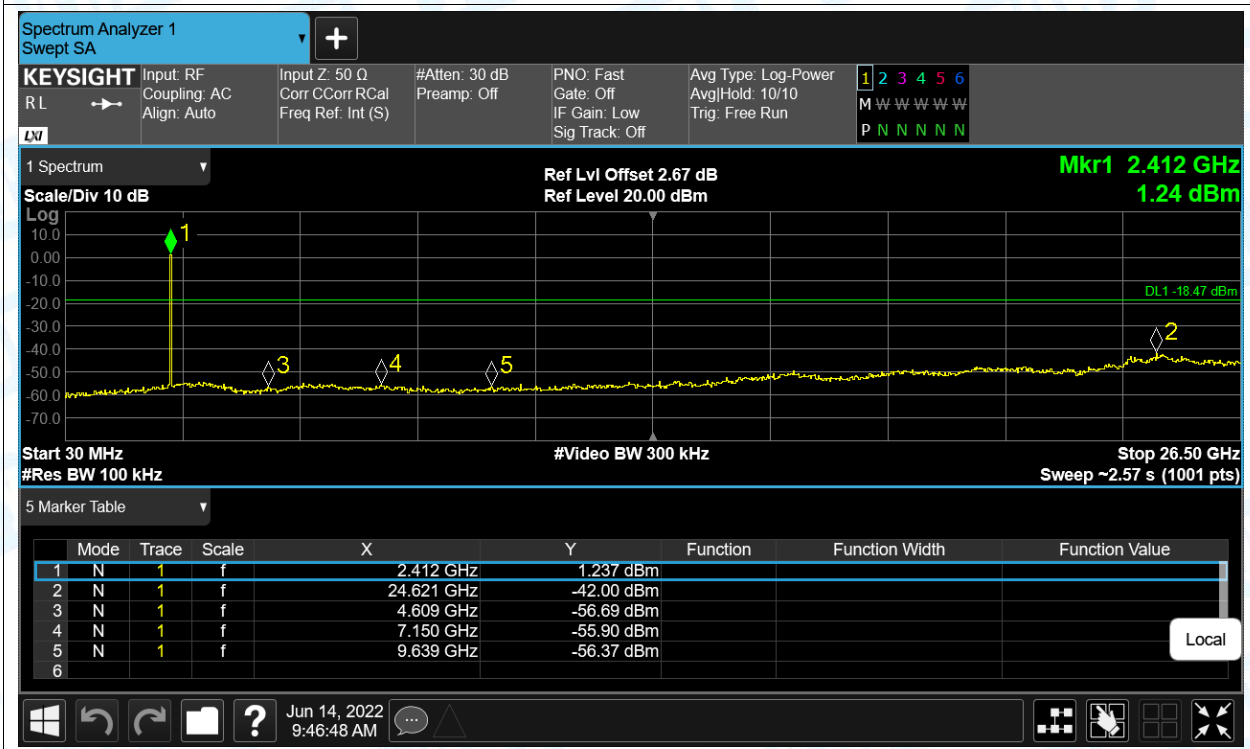 Spectrum Analyzer 1
Swept SA
KEYSIGHT
R L
LXI
Input: RF
Coupling: AC
Align: Auto
Input Z: 50 Ω
Corr CCorr RCal
Freq Ref: Int (S)
#Atten: 30 dB
Preamp: Off
PNO: Fast
Gate: Off
IF Gain: Low
Sig Track: Off
Avg Type: Log-Power
Avg|Hold: 10/10
Trig: Free Run
1 2 3 4 5 6
M W W W W W
P N N N N N
1 Spectrum
Scale/Div 10 dB
Ref Lvl Offset 2.67 dB
Ref Level 20.00 dBm
Mkr1 2.412 GHz
1.24 dBm
Log
10.0
0.00
-10.0
-20.0
-30.0
-40.0
-50.0
-60.0
-70.0
1
DL1 -18.47 dBm
2
3
4
5
Start 30 MHz
#Res BW 100 kHz
#Video BW 300 kHz
Stop 26.50 GHz
Sweep ~2.57 s (1001 pts)
5 Marker Table
Mode Trace Scale X Y Function Function Width Function Value
1 N 1 f 2.412 GHz 1.237 dBm
2 N 1 f 24.621 GHz -42.00 dBm
3 N 1 f 4.609 GHz -56.69 dBm
4 N 1 f 7.150 GHz -55.90 dBm
5 N 1 f 9.639 GHz -56.37 dBm
6
Local
?
Jun 14, 2022
9:46:48 AM